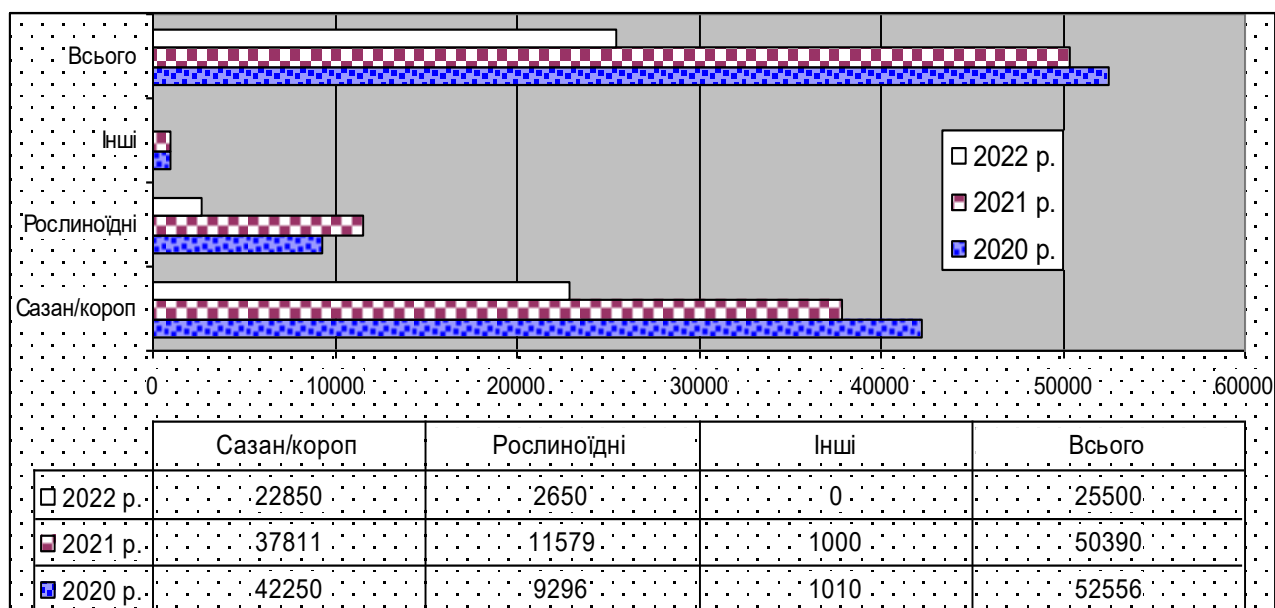 Всього
Інші
Рослиноїдні
Сазан/короп
2022 р.
2021 р.
2020 р.
0 10000 20000 30000 40000 50000 60000
Сазан/короп Рослиноїдні Інші Всього
2022 р. 22850 2650 0 25500
2021 р. 37811 11579 1000 50390
2020 р. 42250 9296 1010 52556